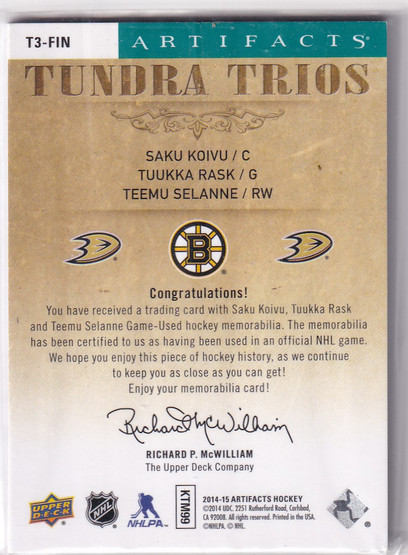 T3-FIN
ARTIFACTS®
TUNDRA TRIOS
SAKU KOIVU / C
TUUKKA RASK / G
TEEMU SELANNE / RW
B
Congratulations!
You have received a trading card with Saku Koivu, Tuukka Rask
and Teemu Selanne Game-Used hockey memorabilia. The memorabilia
has been certified to us as having been used in an official NHL game.
We hope you enjoy this piece of hockey history, as we continue
to keep you as close as you can get!
Enjoy your memorabilia card!
Richard McWilliam
RICHARD P. McWILLIAM
The Upper Deck Company
UPPER DECK
NHL
NHLPA
KTM99
2014-15 ARTIFACTS HOCKEY
©2014 UDC. 2251 Rutherford Road, Carlsbad,
CA 92008. All rights reserved. Printed in USA.
©NHLPA. © NHL.